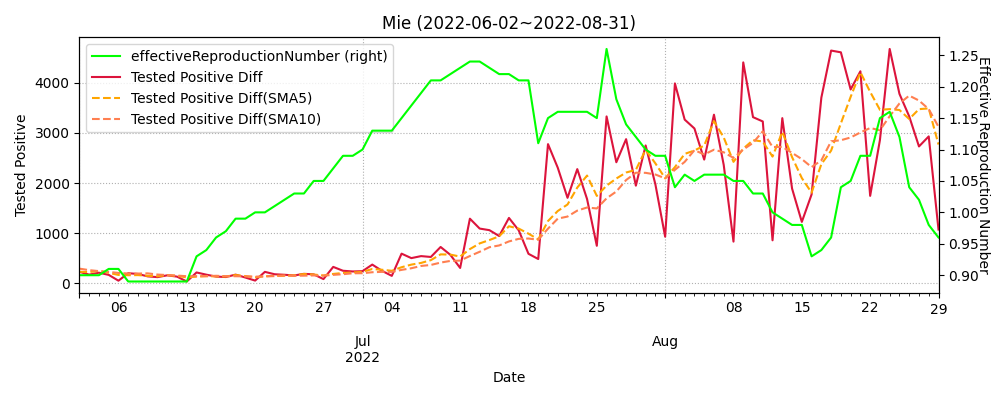 Mie (2022-06-02~2022-08-31)
effectiveReproductionNumber (right)
Tested Positive Diff
Tested Positive Diff(SMA5)
Tested Positive Diff(SMA10)
Tested Positive
4000
3000
2000
1000
0
1.25
1.20
1.15
1.10
1.05
1.00
0.95
0.90
Effective Reproduction Number
06 13 20 27 04 11 18 25 08 15 22 29
Jul Aug
2022
Date